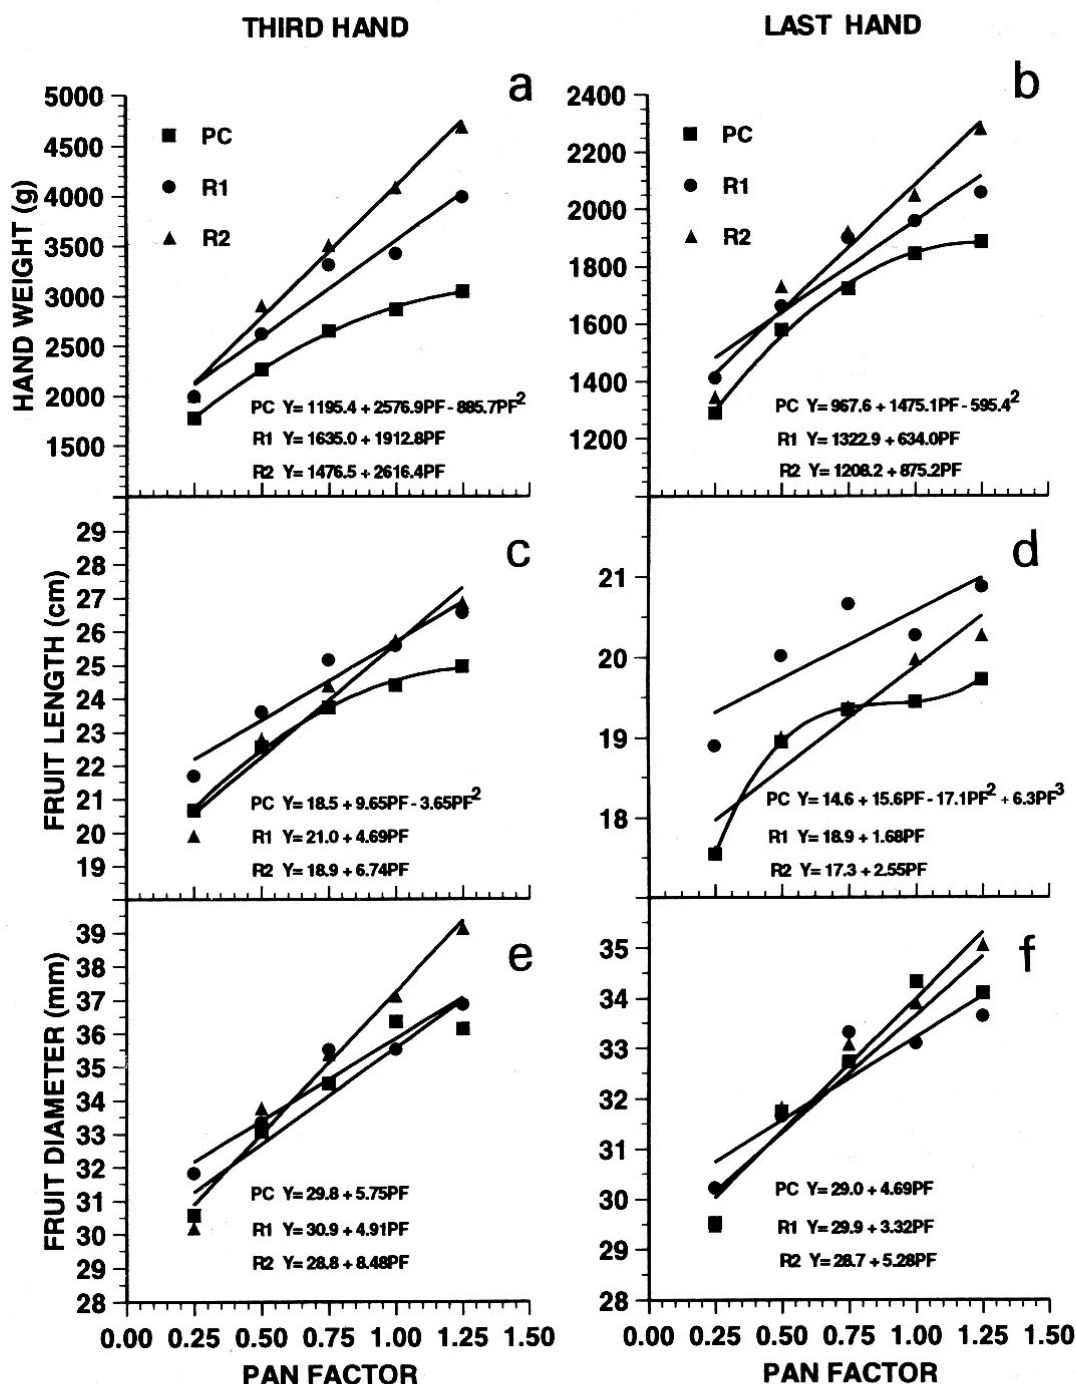 THIRD HAND
LAST HAND
a
5000
4500
4000
3500
3000
2500
2000
1500
HAND WEIGHT (g)
PC
R1
R2
PC Y= 1195.4 + 2576.9PF - 885.7PF2
R1 Y= 1635.0 + 1912.8PF
R2 Y= 1476.5 + 2616.4PF
b
2400
2200
2000
1800
1600
1400
1200
PC
R1
R2
PC Y= 967.6 + 1475.1PF - 595.42
R1 Y= 1322.9 + 634.0PF
R2 Y= 1208.2 + 875.2PF
c
29
28
27
26
25
24
23
22
21
20
19
FRUIT LENGTH (cm)
PC Y= 18.5 + 9.65PF - 3.65PF2
R1 Y= 21.0 + 4.69PF
R2 Y= 18.9 + 6.74PF
d
21
20
19
18
PC Y= 14.6 + 15.6PF - 17.1PF2 + 6.3PF3
R1 Y= 18.9 + 1.68PF
R2 Y= 17.3 + 2.55PF
e
39
38
37
36
35
34
33
32
31
30
29
28
FRUIT DIAMETER (mm)
PC Y= 29.8 + 5.75PF
R1 Y= 30.9 + 4.91PF
R2 Y= 28.8 + 8.48PF
0.00 0.25 0.50 0.75 1.00 1.25 1.50
PAN FACTOR
f
35
34
33
32
31
30
29
28
PC Y= 29.0 + 4.69PF
R1 Y= 29.9 + 3.32PF
R2 Y= 28.7 + 5.28PF
0.00 0.25 0.50 0.75 1.00 1.25 1.50
PAN FACTOR